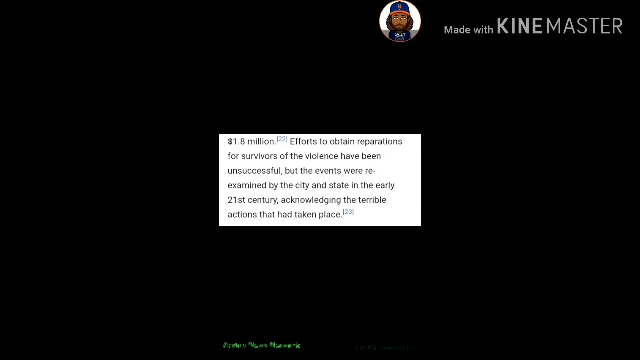 Made with KINEMASTER
$1.8 million.[22] Efforts to obtain reparations
for survivors of the violence have been
unsuccessful, but the events were re-
examined by the city and state in the early
21st century, acknowledging the terrible
actions that had taken place.[23]